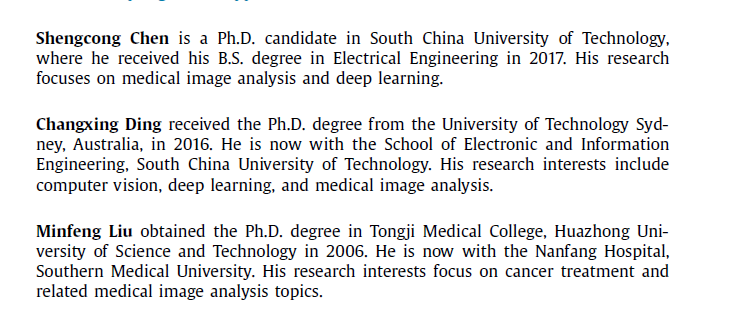 Shengcong Chen is a Ph.D. candidate in South China University of Technology,
where he received his B.S. degree in Electrical Engineering in 2017. His research
focuses on medical image analysis and deep learning.
Changxing Ding received the Ph.D. degree from the University of Technology Syd-
ney, Australia, in 2016. He is now with the School of Electronic and Information
Engineering, South China University of Technology. His research interests include
computer vision, deep learning, and medical image analysis.
Minfeng Liu obtained the Ph.D. degree in Tongji Medical College, Huazhong Uni-
versity of Science and Technology in 2006. He is now with the Nanfang Hospital,
Southern Medical University. His research interests focus on cancer treatment and
related medical image analysis topics.